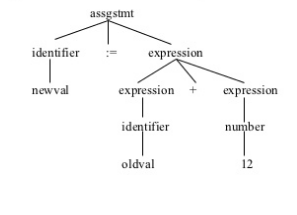 assgstmt
identifier := expression
newval expression + expression
identifier number
oldval 12